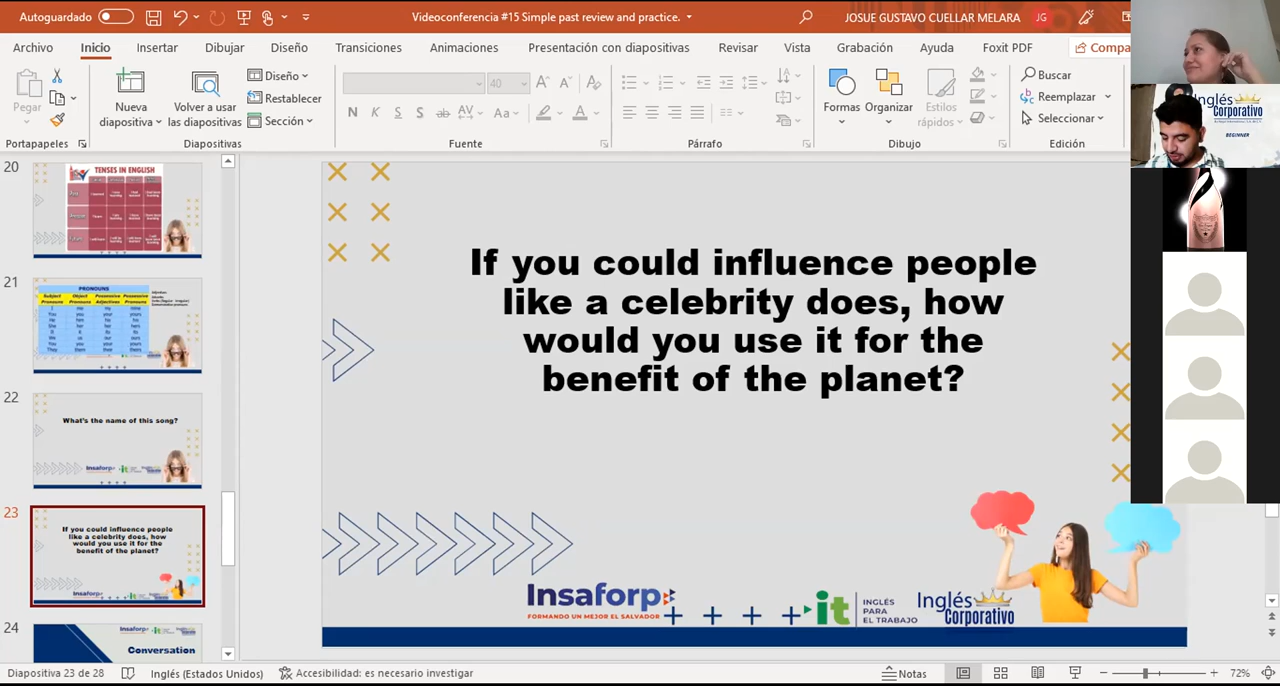 Autoguardado
Videoconferencia #15 Simple past review and practice.
JOSUE GUSTAVO CUELLAR MELARA
JG
Archivo Inicio Insertar Dibujar Diseño Transiciones Animaciones Presentación con diapositivas Revisar Vista Grabación Ayuda Foxit PDF Compa
Pegar
Nueva diapositiva
Volver a usar las diapositivas
Diseño
Restablecer
Sección
40
N K S S ab AV Aa A
Formas
Organizar
Estilos rápidos
Buscar
Reemplazar
Seleccionar
Portapapeles Diapositivas Fuente Párrafo Dibujo Edición
Inglés
Corporativo
BEGINNER
20
TENSES IN ENGLISH
21
PRONOUNS
22
What's the name of this song?
Insaforp
23
If you could influence people
like a celebrity does, how
would you use it for the
benefit of the planet?
Insaforp
24
Insaforp
Conversation
If you could influence people
like a celebrity does, how
would you use it for the
benefit of the planet?
Insaforp
FORMANDO UN MEJOR EL SALVADOR
it
INGLÉS
PARA
EL TRABAJO
Inglés
Corporativo
Diapositiva 23 de 28
Inglés (Estados Unidos)
Accesibilidad: es necesario investigar
Notas
72%